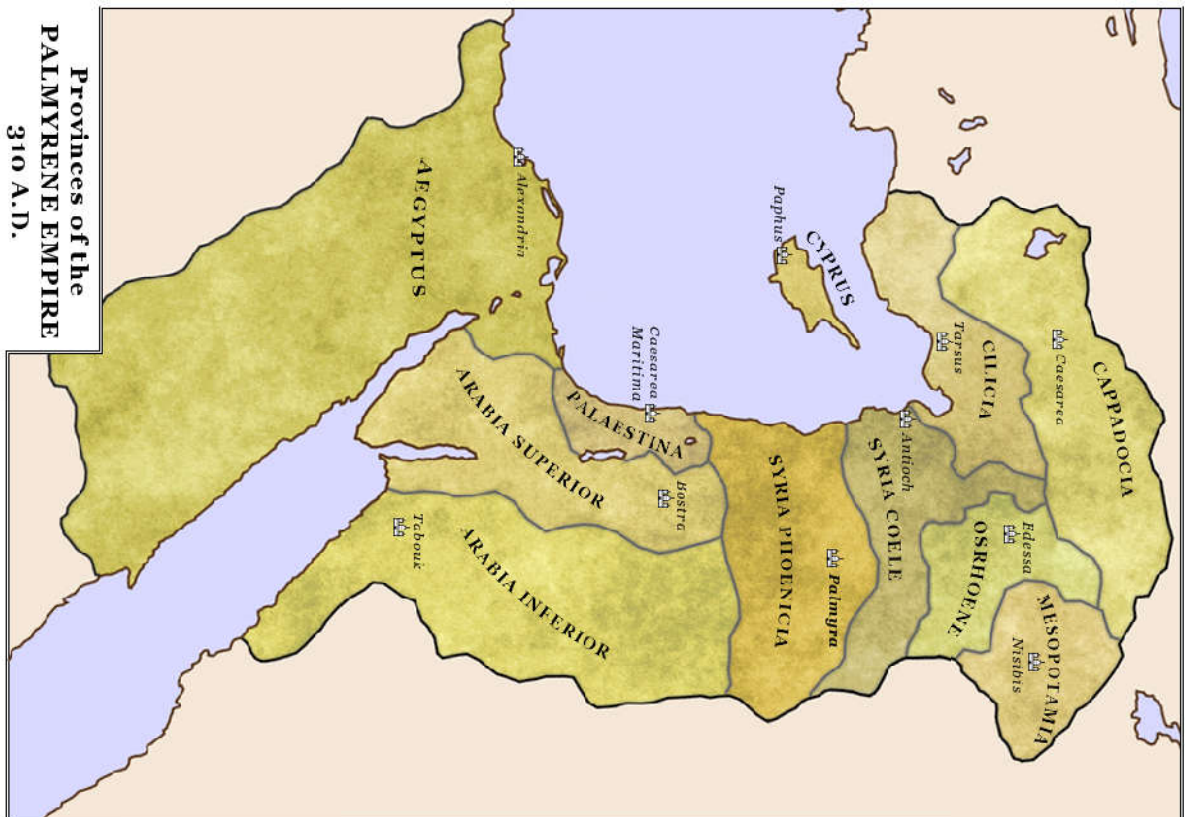 Provinces of the
PALMYRENE EMPIRE
310 A.D.
CAPPADOCIA
Caesarea
CILICIA
Tarsus
OSRHOENE
Edessa
MESOPOTAMIA
Nisibis
SYRIA COELE
Antioch
CYPRUS
Paphus
SYRIA PHOENICIA
Palmyra
PALAESTINA
Caesarea
Maritima
ARABIA SUPERIOR
Bostra
ARABIA INFERIOR
Tabouk
AEGYPTUS
Alexandria